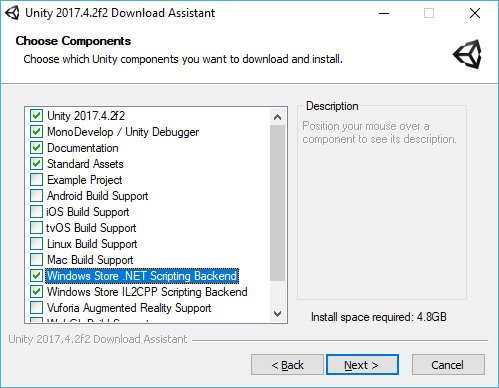 Unity 2017.4.2f2 Download Assistant
Choose Components
Choose which Unity components you want to download and install.
Unity 2017.4.2f2
MonoDevelop / Unity Debugger
Documentation
Standard Assets
Example Project
Android Build Support
iOS Build Support
tvOS Build Support
Linux Build Support
Mac Build Support
Windows Store .NET Scripting Backend
Windows Store IL2CPP Scripting Backend
Vuforia Augmented Reality Support
WebGL Build Support
Description
Position your mouse over a
component to see its description.
Install space required: 4.8GB
Unity 2017.4.2f2 Download Assistant
< Back
Next >
Cancel